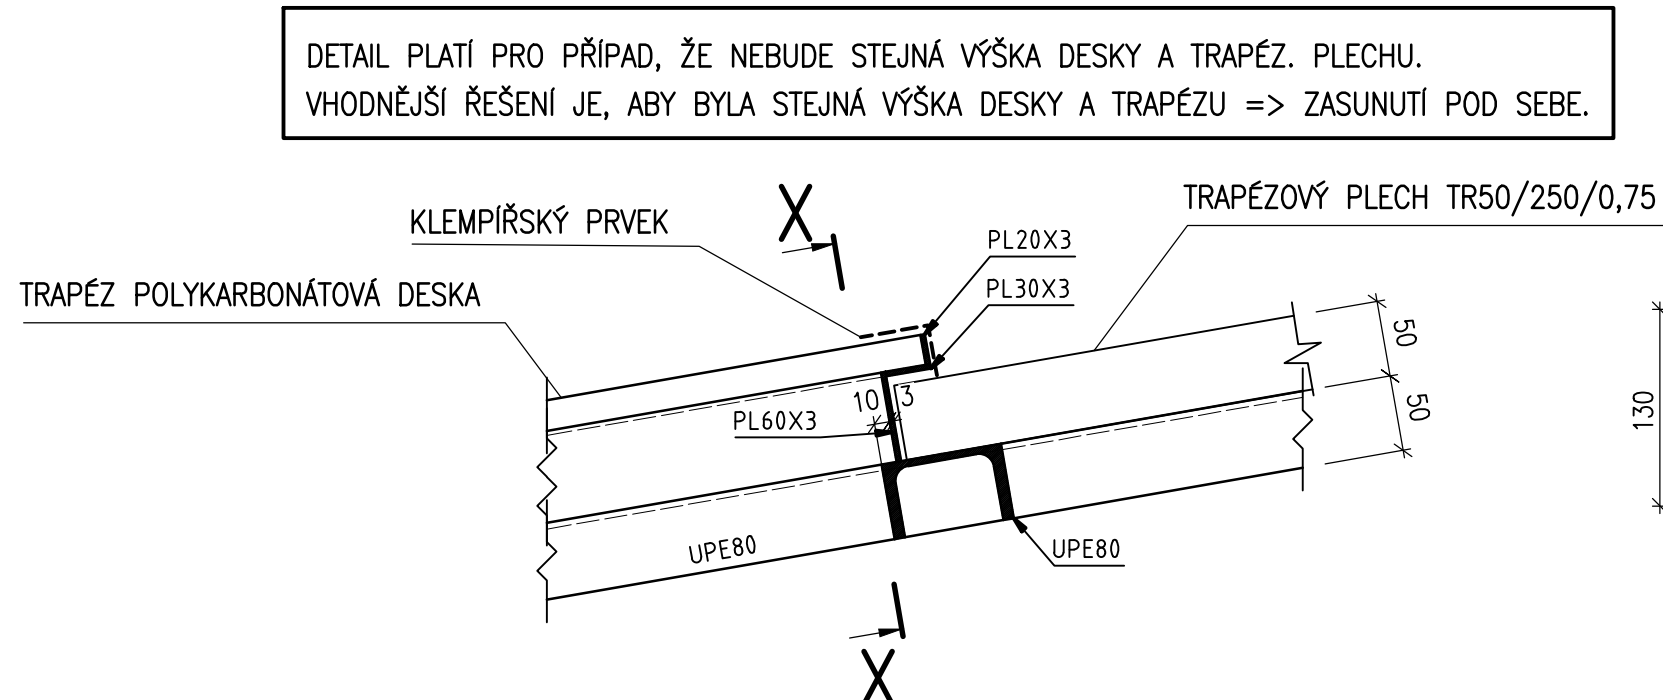 DETAIL PLATÍ PRO PŘÍPAD, ŽE NEBUDE STEJNÁ VÝŠKA DESKY A TRAPÉZ. PLECHU.
VHODNĚJŠÍ ŘEŠENÍ JE, ABY BYLA STEJNÁ VÝŠKA DESKY A TRAPÉZU => ZASUNUTÍ POD SEBE.
X
TRAPÉZOVÝ PLECH TR50/250/0,75
KLEMPÍŘSKÝ PRVEK
PL20X3
PL30X3
TRAPÉZ POLYKARBONÁTOVÁ DESKA
50
10 3
50
130
PL60X3
UPE80
UPE80
X